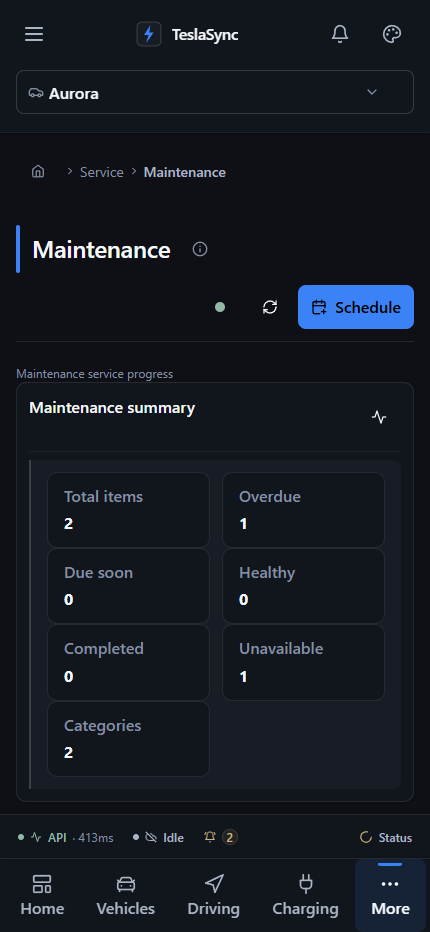 TeslaSync
Aurora
Service
Maintenance
Maintenance
Schedule
Maintenance service progress
Maintenance summary
Total items
2
Overdue
1
Due soon
0
Healthy
0
Completed
0
Unavailable
1
Categories
2
API · 413ms
Idle
2
Status
Home
Vehicles
Driving
Charging
More